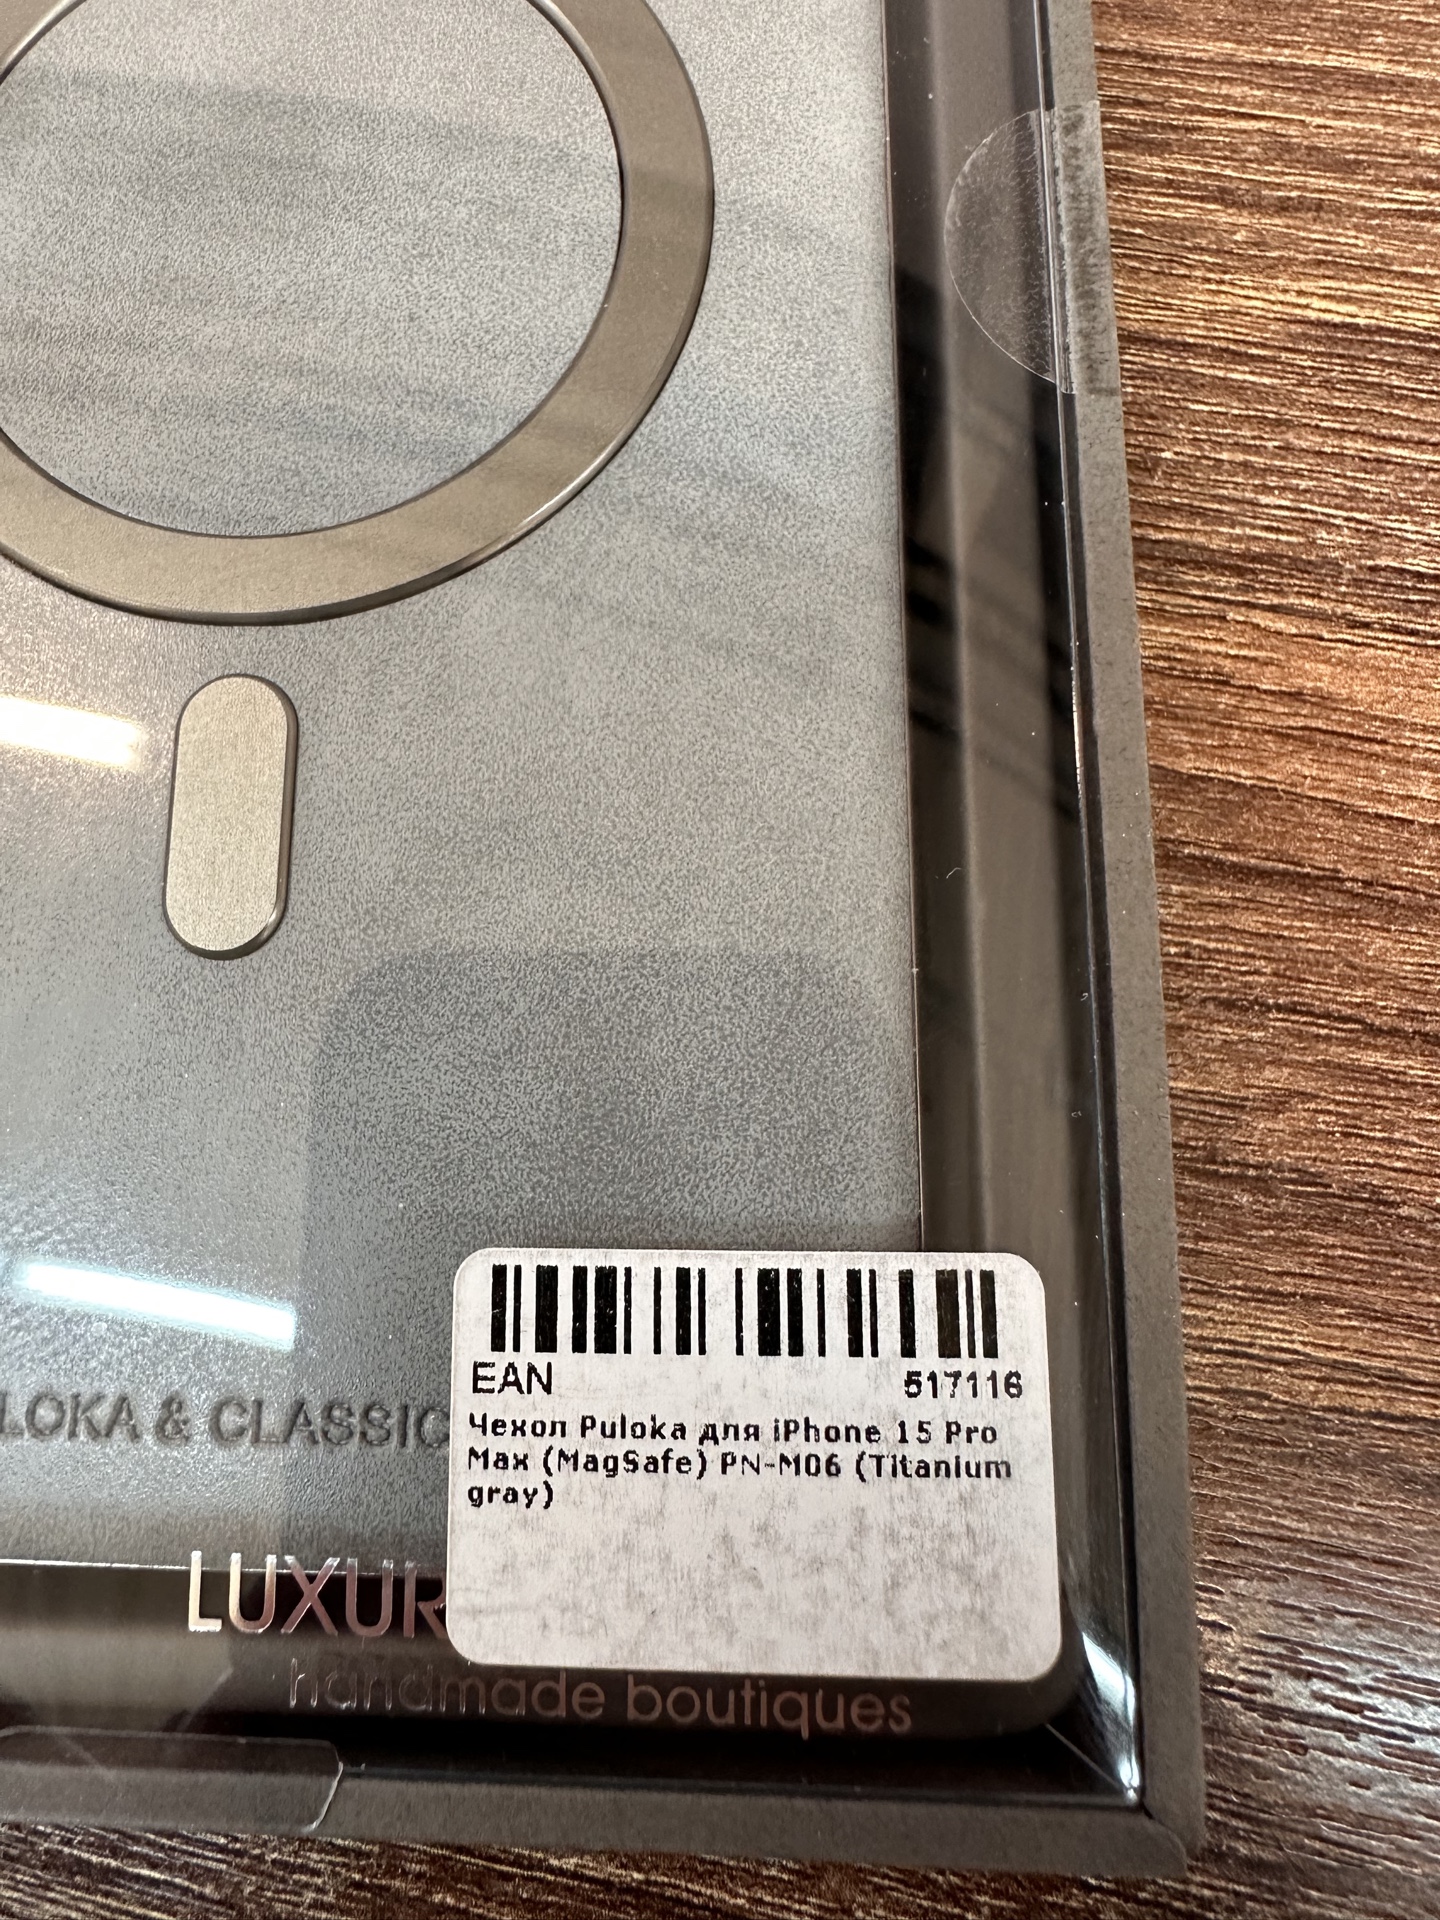 LOKA & CLASSIC
EAN 517116
Чехол Puloka для iPhone 15 Pro
Max (MagSafe) PN-M06 (Titanium
gray)
LUXUR
handmade boutiques